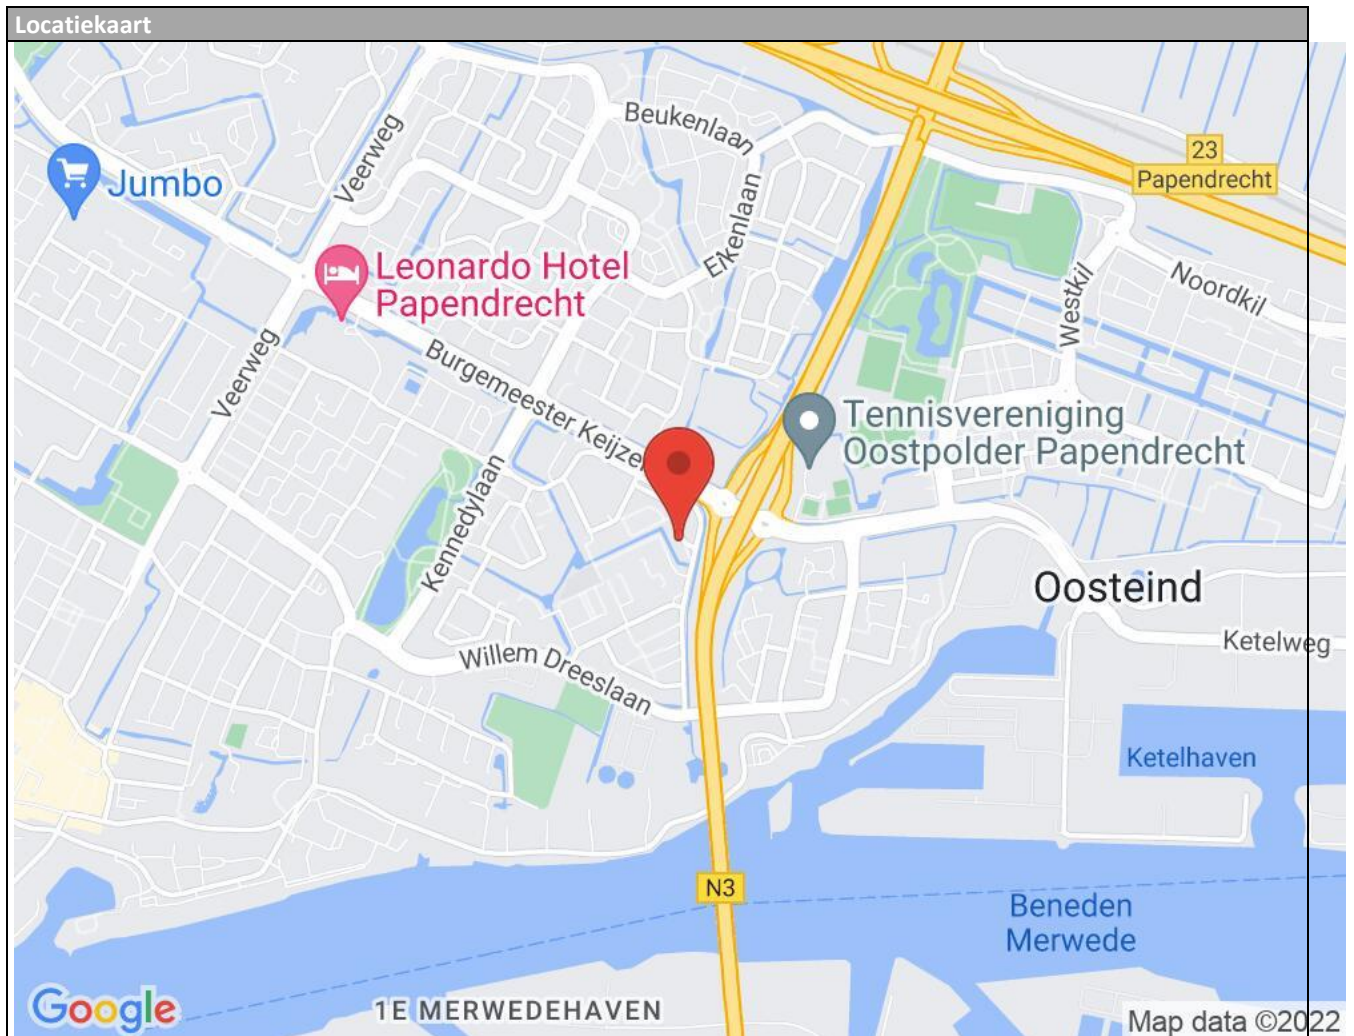 Locatiekaart
Beukenlaan
Veerweg
23
Papendrecht
Jumbo
Eikenlaan
Leonardo Hotel
Papendrecht
Westkil
Noordkil
Veerweg
Burgemeester Keijzer
Tennisvereniging
Oostpolder Papendrecht
Kennedylaan
Oosteind
Ketelweg
Willem Dreeslaan
Ketelhaven
N3
Beneden
Merwede
Google
1E MERWEDEHAVEN
Map data ©2022